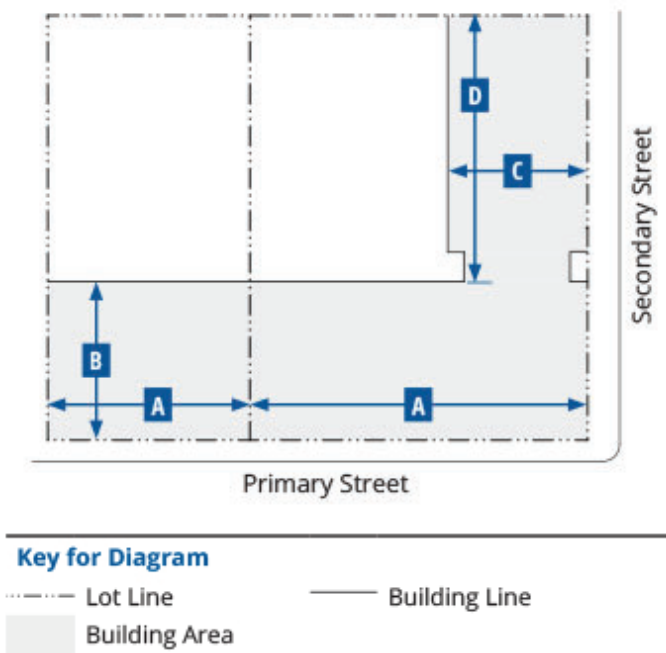 D
C
Secondary Street
B
A
A
Primary Street
Key for Diagram
Lot Line
Building Line
Building Area